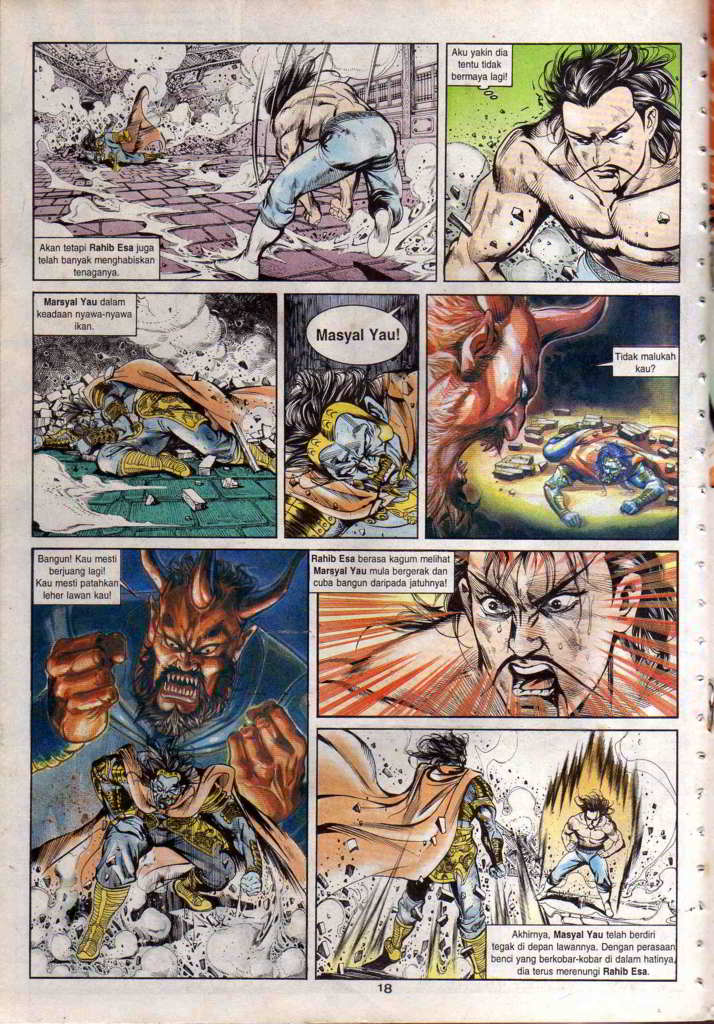 Akan tetapi Rahib Esa juga
telah banyak menghabiskan
tenaganya.
Aku yakin dia
tentu tidak
bermaya lagi!
Marsyal Yau dalam
keadaan nyawa-nyawa
ikan.
Masyal Yau!
Tidak malukah
kau?
Bangun! Kau mesti
berjuang lagi!
Kau mesti patahkan
leher lawan kau!
Rahib Esa berasa kagum melihat
Marsyal Yau mula bergerak dan
cuba bangun daripada jatuhnya!
Akhirnya, Masyal Yau telah berdiri
tegak di depan lawannya. Dengan perasaan
benci yang berkobar-kobar di dalam hatinya,
dia terus merenungi Rahib Esa.
18